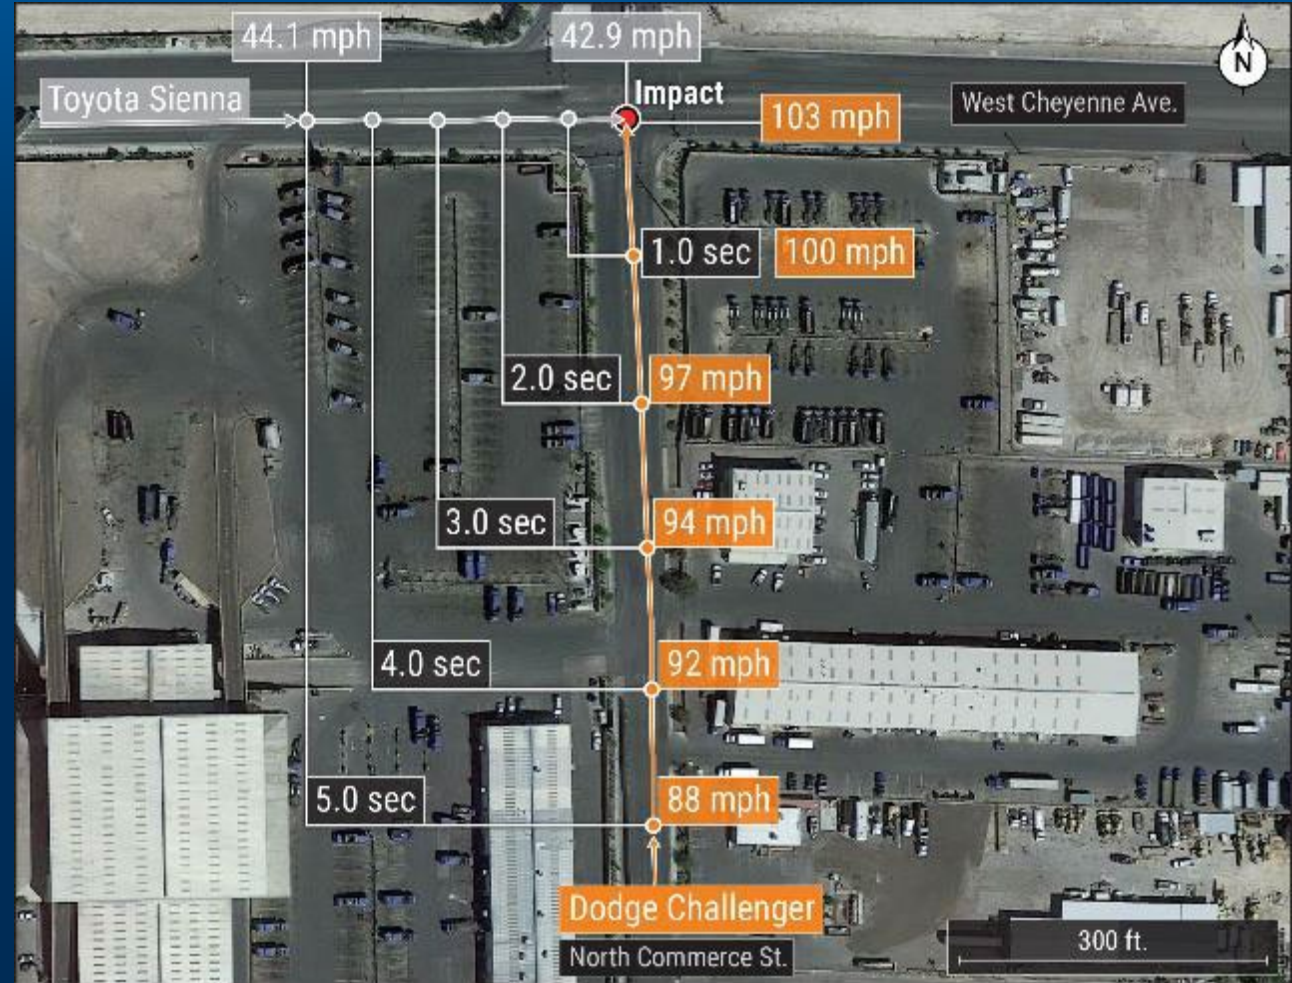 44.1 mph
42.9 mph
N
Toyota Sienna
Impact
103 mph
West Cheyenne Ave.
1.0 sec
100 mph
2.0 sec
97 mph
3.0 sec
94 mph
4.0 sec
92 mph
5.0 sec
88 mph
Dodge Challenger
North Commerce St.
300 ft.